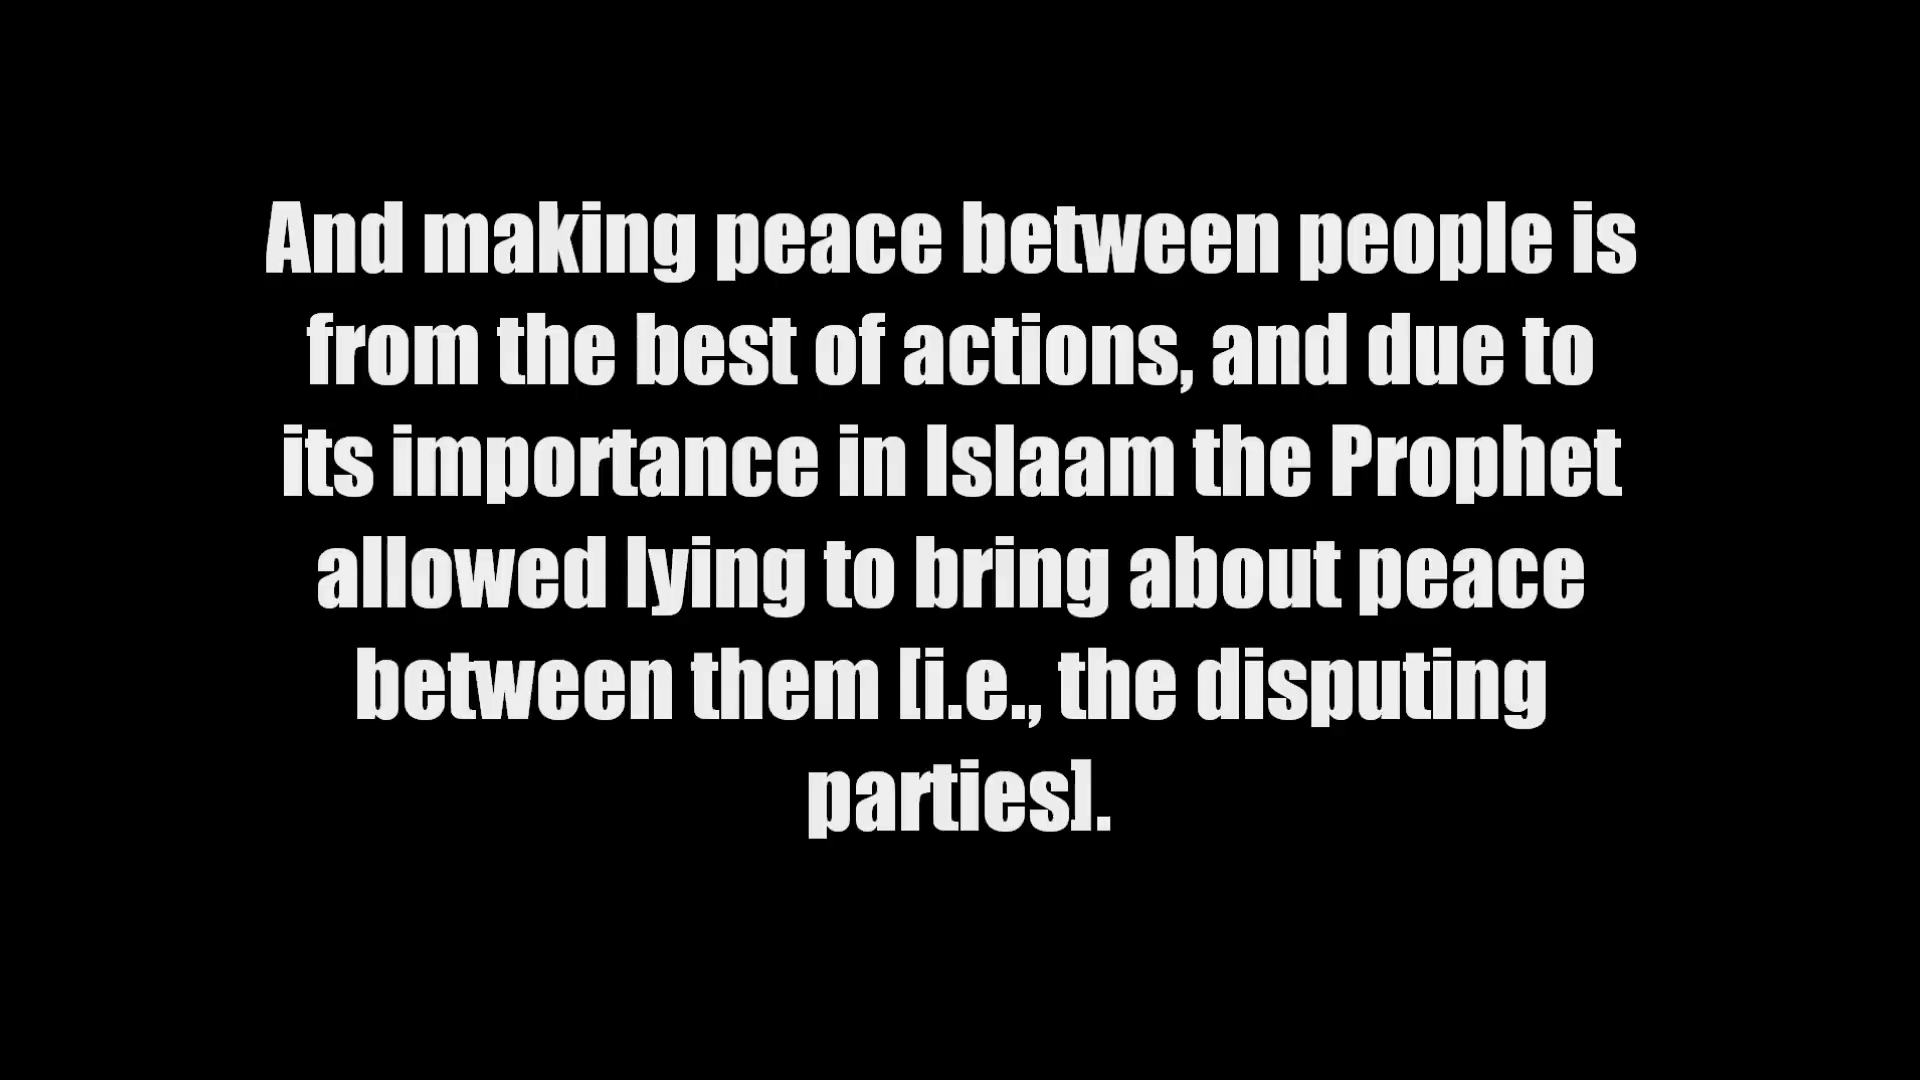 And making peace between people is
from the best of actions, and due to
its importance in Islaam the Prophet
allowed lying to bring about peace
between them [i.e., the disputing
parties].